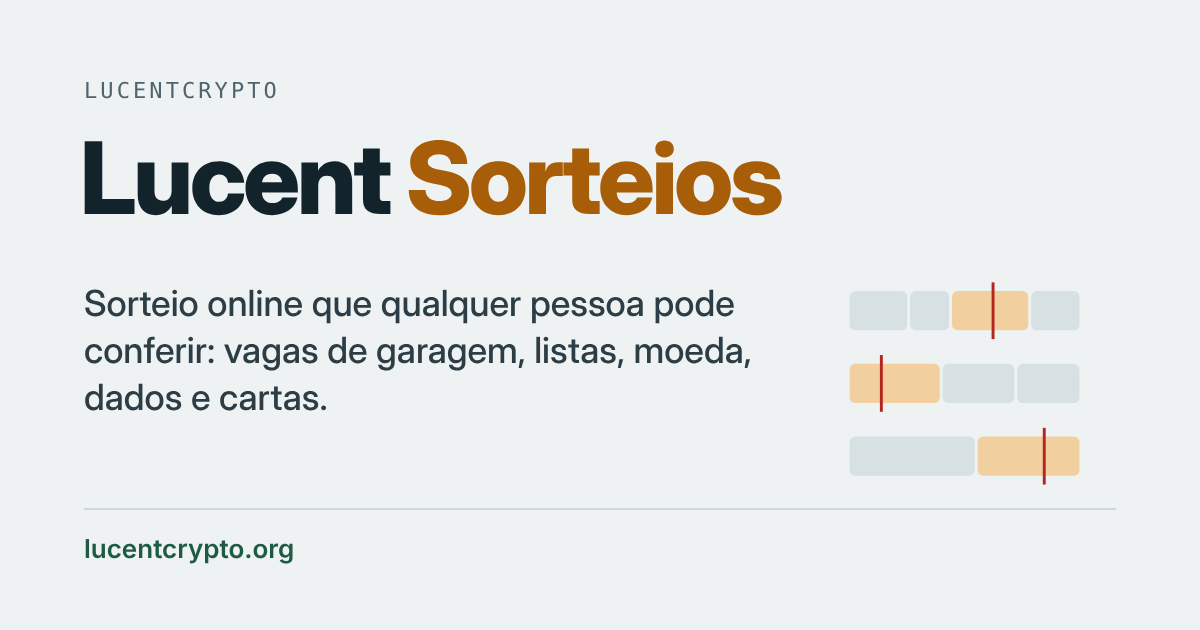 LUCENTCRYPTO
Lucent Sorteios
Sorteio online que qualquer pessoa pode
conferir: vagas de garagem, listas, moeda,
dados e cartas.
lucentcrypto.org